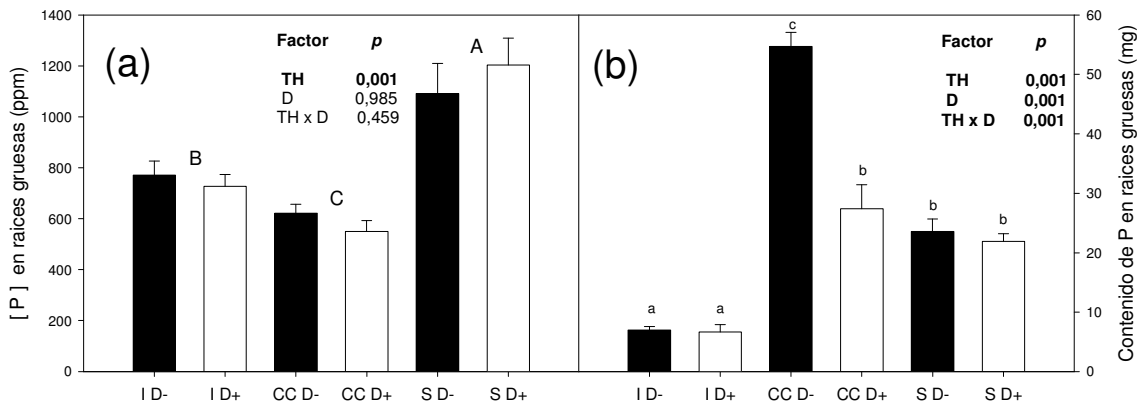 1400
1200
1000
800
600
400
200
0
[ P ] en raices gruesas (ppm)
(a)
Factor p
TH 0,001
D 0,985
TH x D 0,459
A
B
C
I D- I D+ CC D- CC D+ S D- S D+
(b)
Factor p
TH 0,001
D 0,001
TH x D 0,001
a a c b b b
I D- I D+ CC D- CC D+ S D- S D+
60
50
40
30
20
10
0
Contenido de P en raices gruesas (mg)